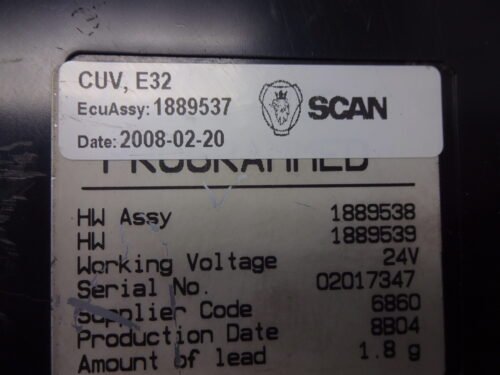 CUV, E32
EcuAssy: 1889537
Date: 2008-02-20
SCAN
PROGRAMMED
HW Assy 1889538
HW 1889539
Working Voltage 24V
Serial No. 02017347
Supplier Code 6860
Production Date 8B04
Amount of lead 1.8 g